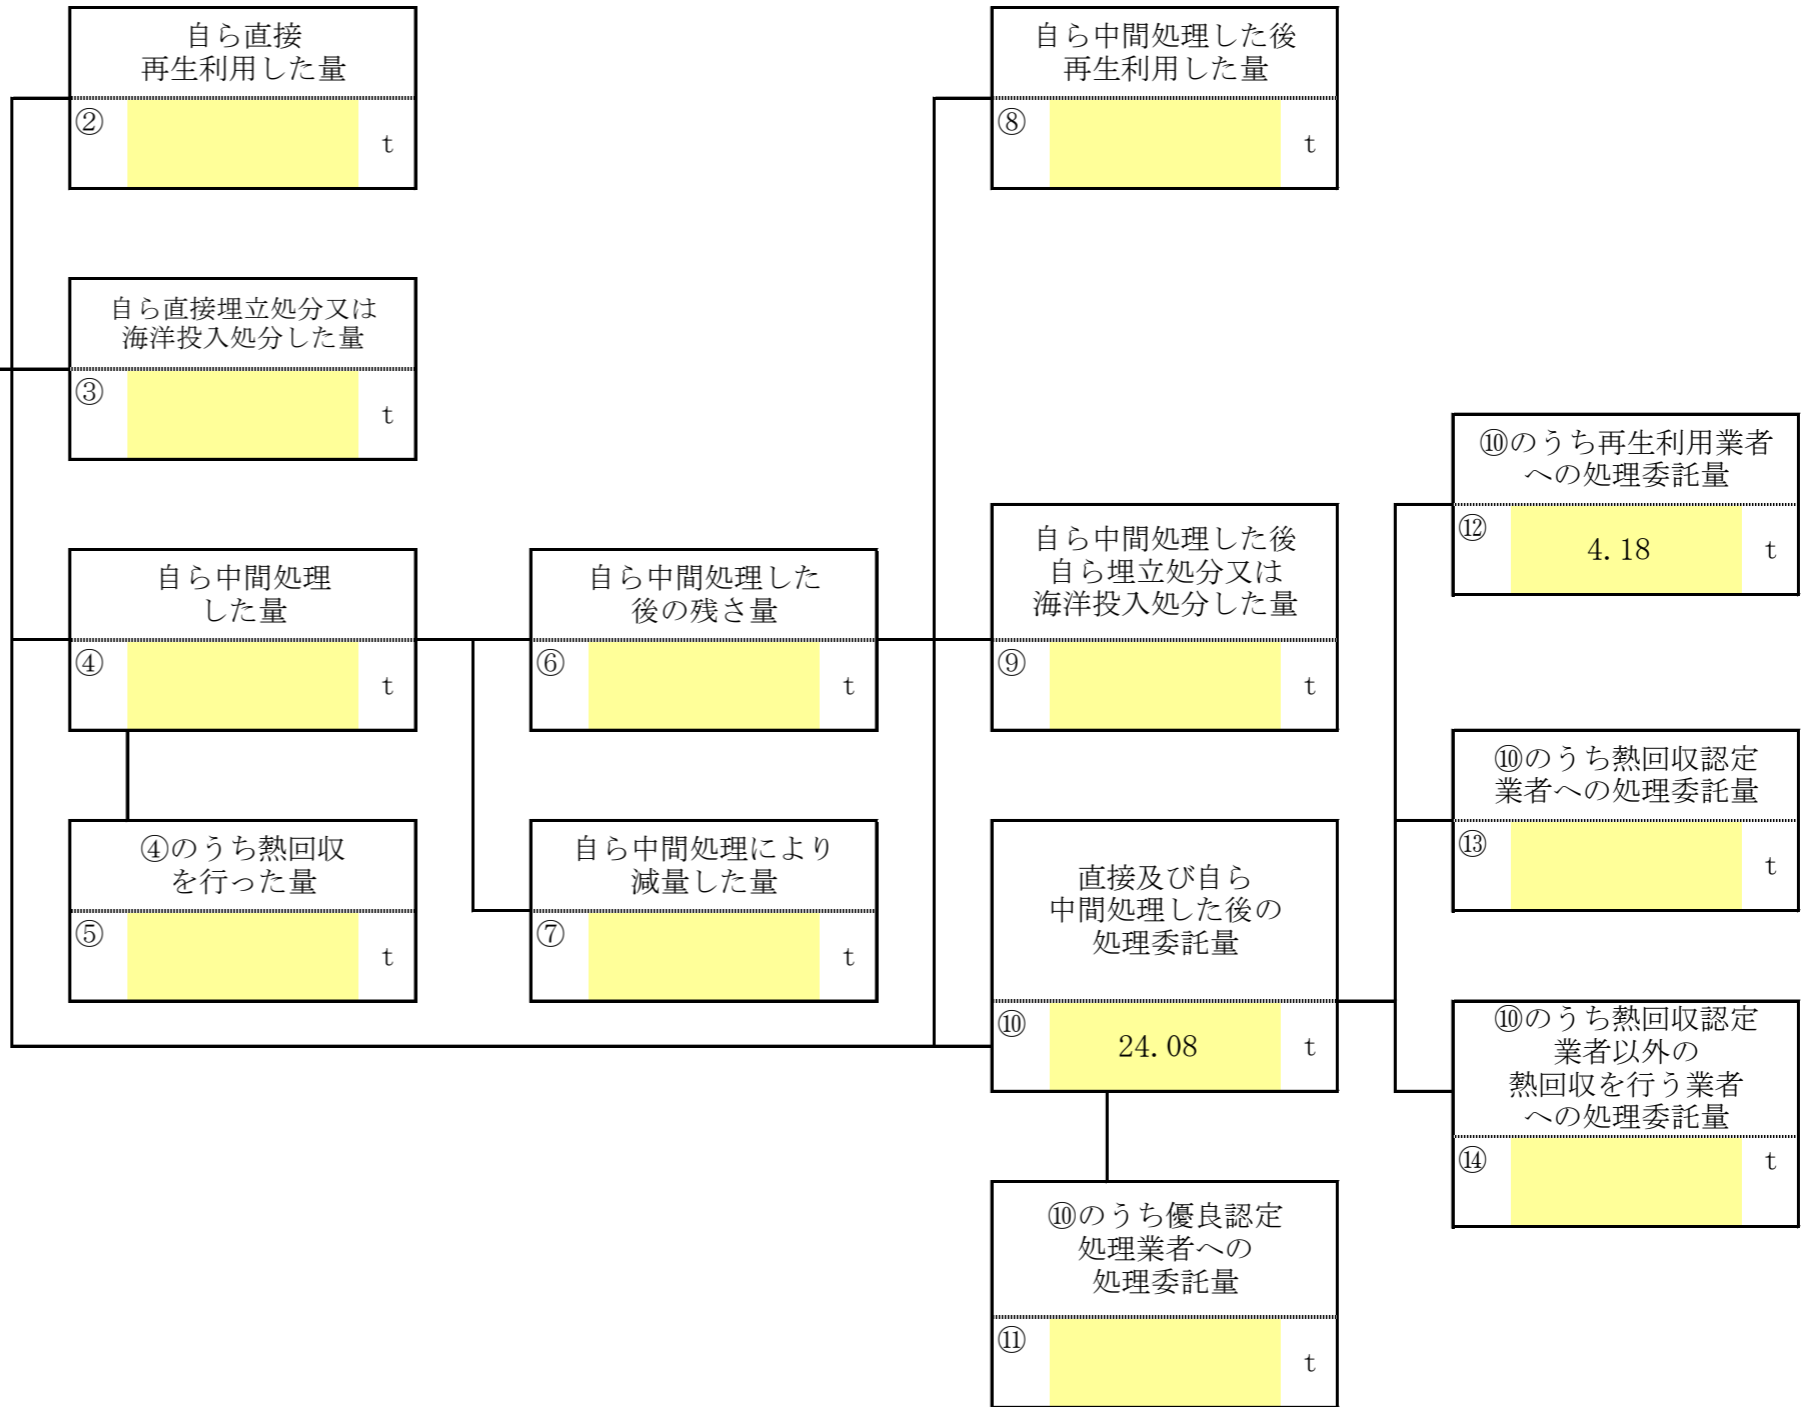 自ら直接
再生利用した量
②
t
自ら中間処理した後
再生利用した量
⑧
t
自ら直接埋立処分又は
海洋投入処分した量
③
t
⑩のうち再生利用業者
への処理委託量
⑫
4.18
t
自ら中間処理
した量
④
t
自ら中間処理した
後の残さ量
⑥
t
自ら中間処理した後
自ら埋立処分又は
海洋投入処分した量
⑨
t
⑩のうち熱回収認定
業者への処理委託量
⑬
t
④のうち熱回収
を行った量
⑤
t
自ら中間処理により
減量した量
⑦
t
直接及び自ら
中間処理した後の
処理委託量
⑩
24.08
t
⑩のうち熱回収認定
業者以外の
熱回収を行う業者
への処理委託量
⑭
t
⑩のうち優良認定
処理業者への
処理委託量
⑪
t